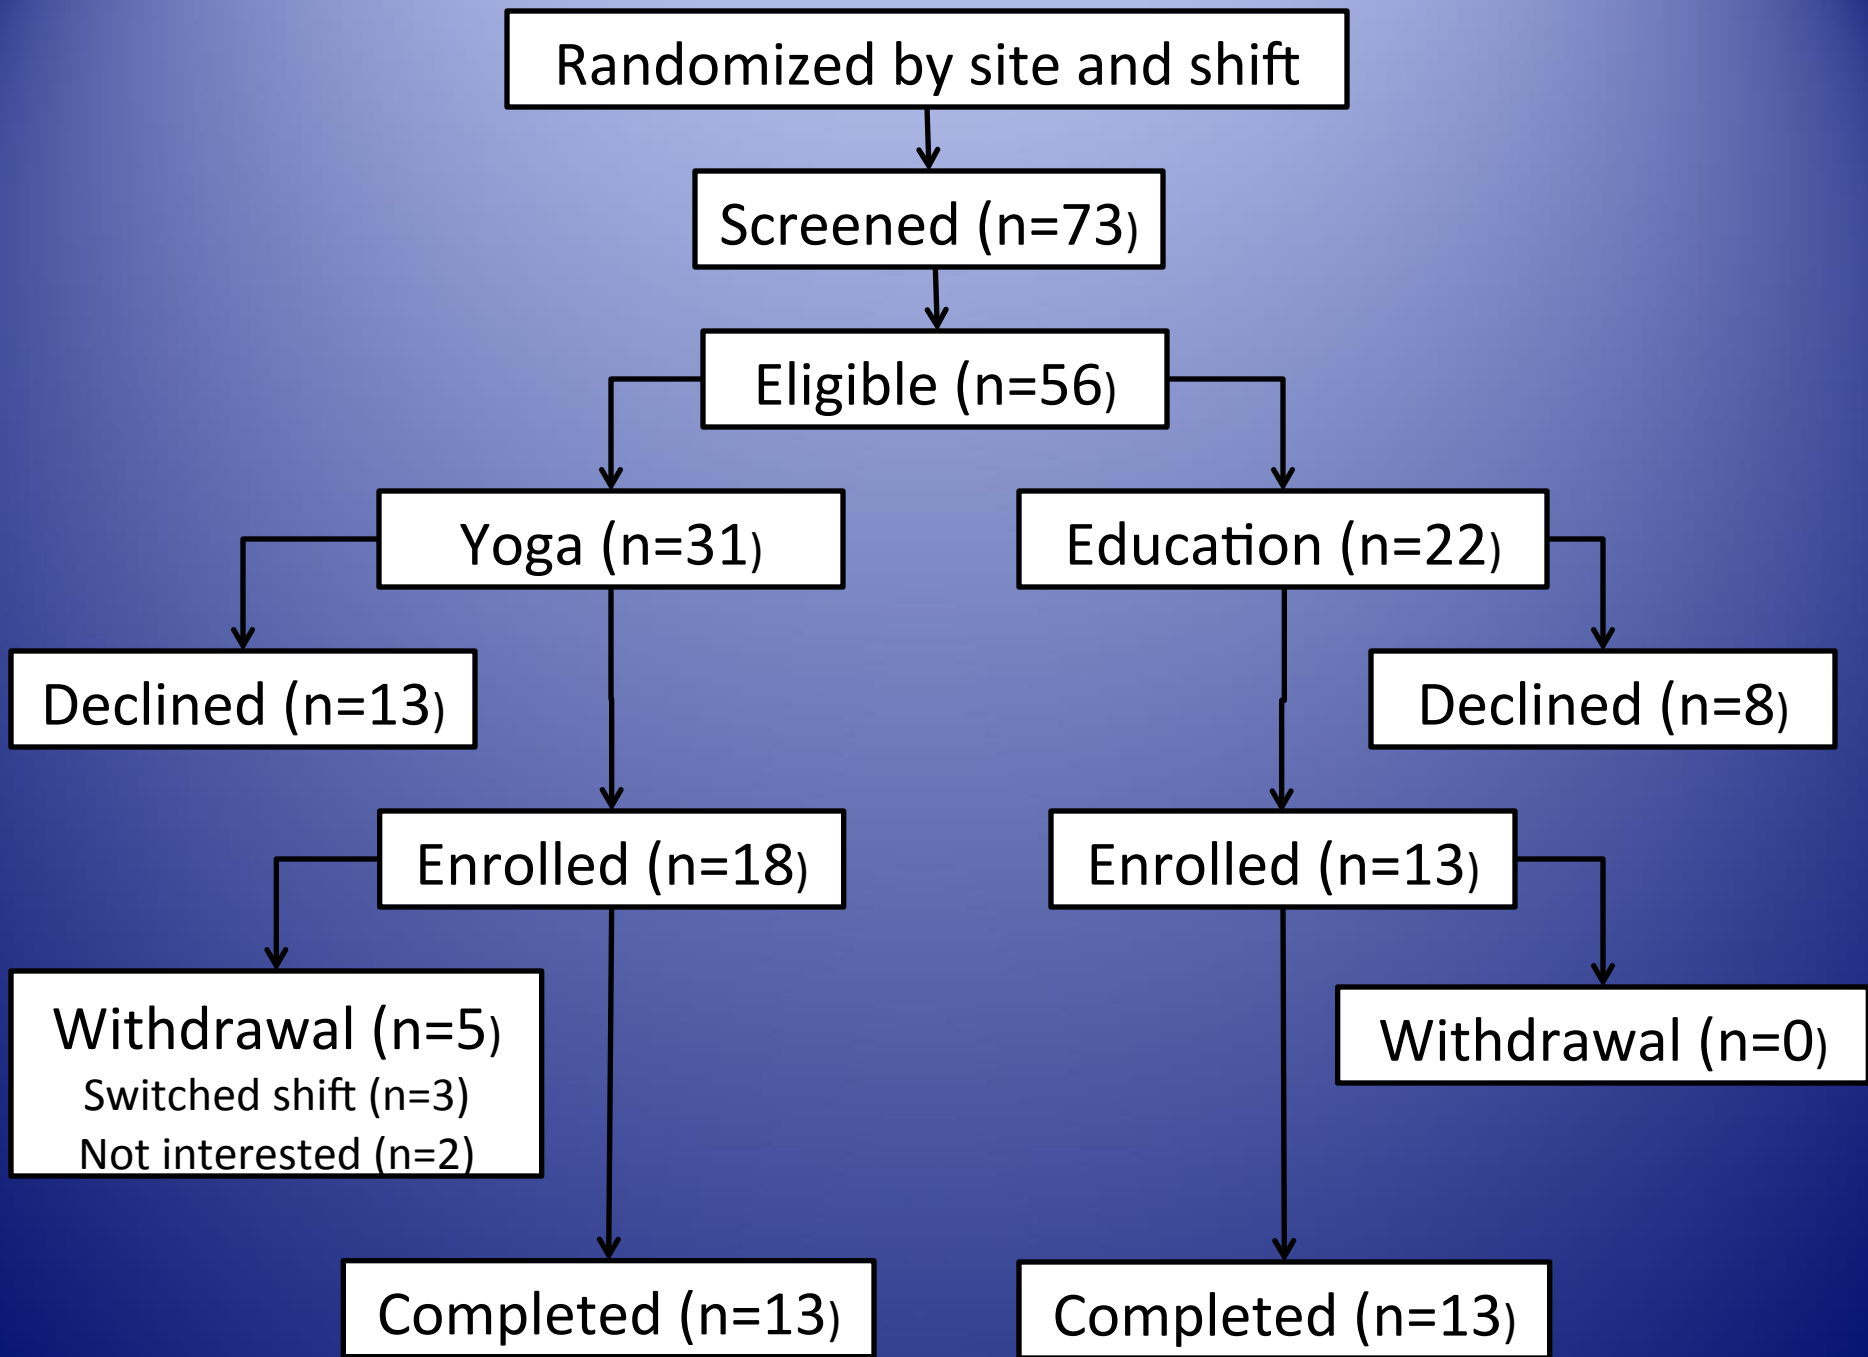 Randomized by site and shift
Screened (n=73)
Eligible (n=56)
Yoga (n=31)
Education (n=22)
Declined (n=13)
Declined (n=8)
Enrolled (n=18)
Enrolled (n=13)
Withdrawal (n=5)
Switched shift (n=3)
Not interested (n=2)
Withdrawal (n=0)
Completed (n=13)
Completed (n=13)